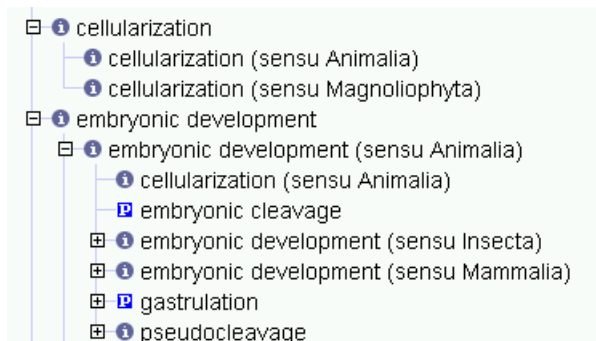 cellularization
cellularization (sensu Animalia)
cellularization (sensu Magnoliophyta)
embryonic development
embryonic development (sensu Animalia)
cellularization (sensu Animalia)
P embryonic cleavage
embryonic development (sensu Insecta)
embryonic development (sensu Mammalia)
P gastrulation
pseudocleavage